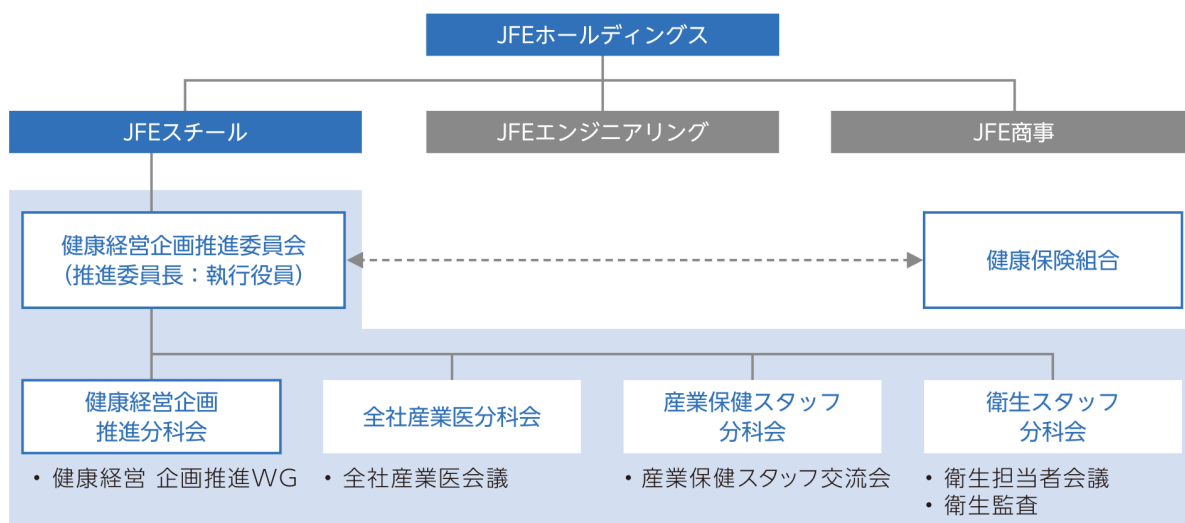 JFEホールディングス
JFEスチール
JFEエンジニアリング
JFE商事
健康経営企画推進委員会
（推進委員長：執行役員）
健康保険組合
健康経営企画
推進分科会
全社産業医分科会
産業保健スタッフ
分科会
衛生スタッフ
分科会
・健康経営 企画推進WG
・全社産業医会議
・産業保健スタッフ交流会
・衛生担当者会議
・衛生監査